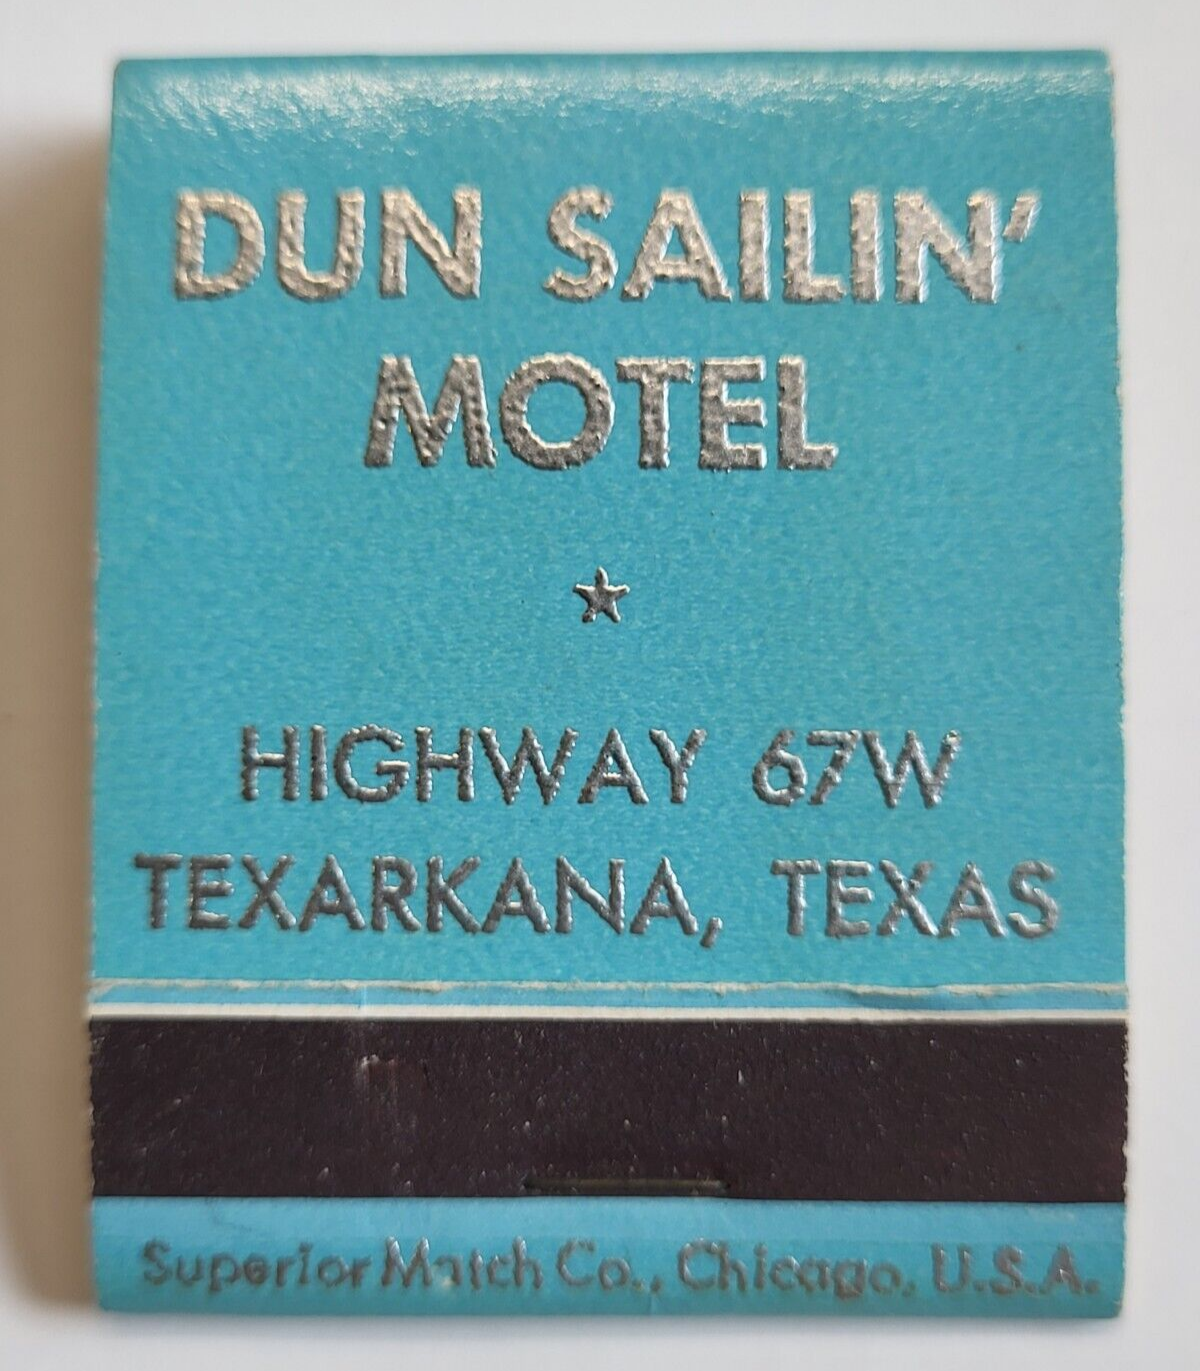 DUN SAILIN'
MOTEL
HIGHWAY 67W
TEXARKANA, TEXAS
Superior Match Co., Chicago, U.S.A.